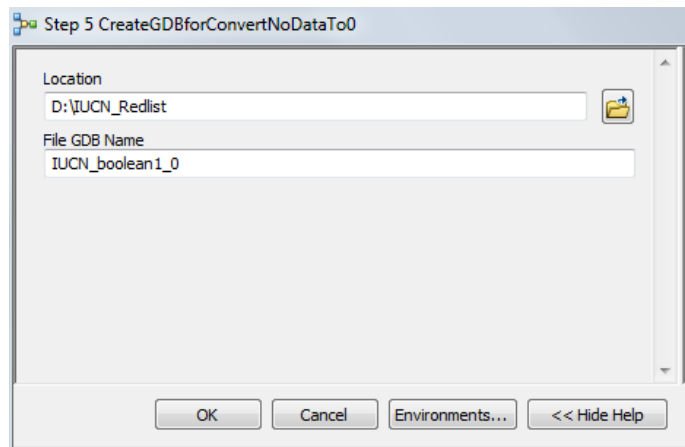 Step 5 CreateGDBforConvertNoDataTo0
Location
D:\IUCN_Redlist
File GDB Name
IUCN_boolean1_0
OK Cancel Environments... << Hide Help